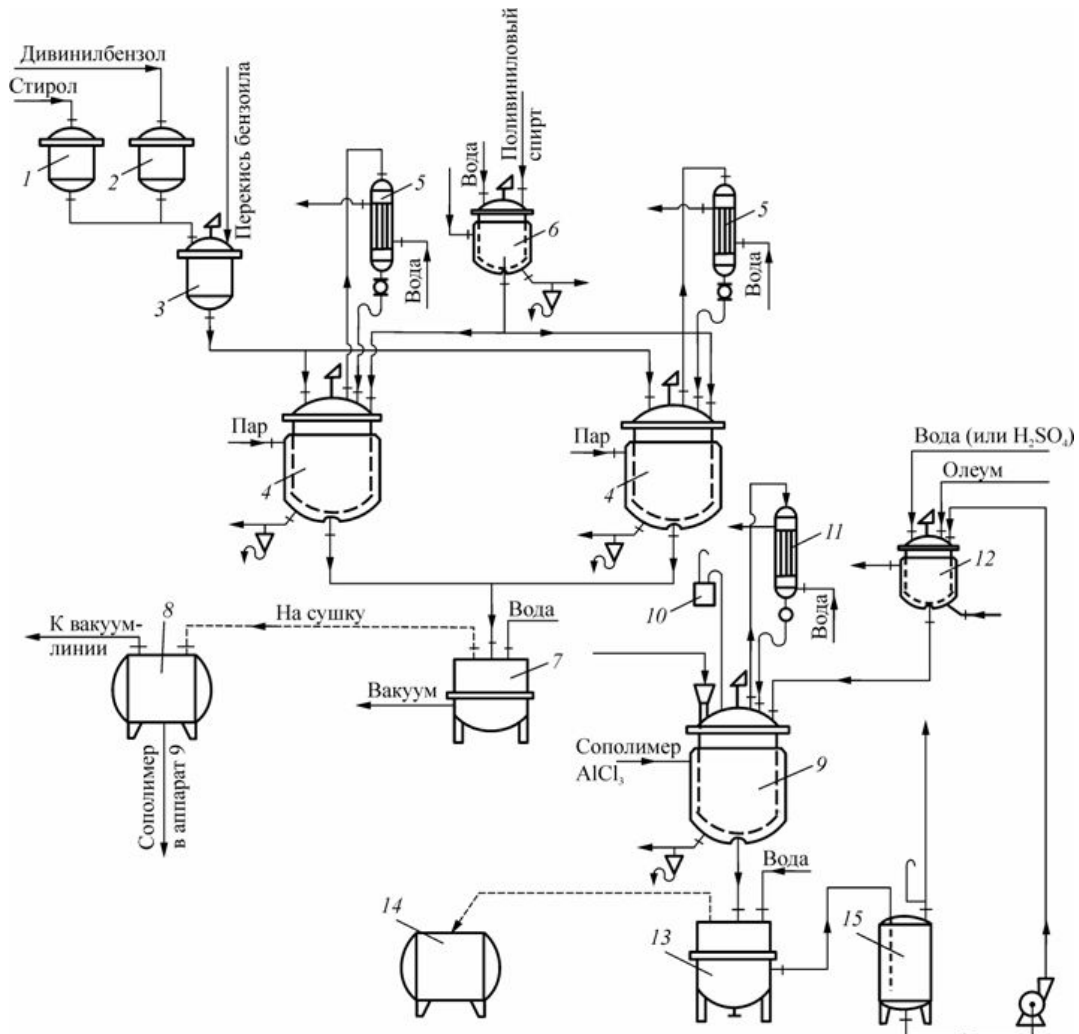 Дивинилбензол
Стирол
Перекись бензоила
Вода
Поливиниловый
спирт
1
2
3
5
6
5
Вода
Вода
Пар
4
Пар
4
Вода (или H₂SO₄)
Олеум
11
12
10
Вода
8
К вакуум-
линии
На сушку
Вода
7
Вакуум
Сополимер
в аппарат 9
Сополимер
AlCl₃
9
Вода
14
13
15